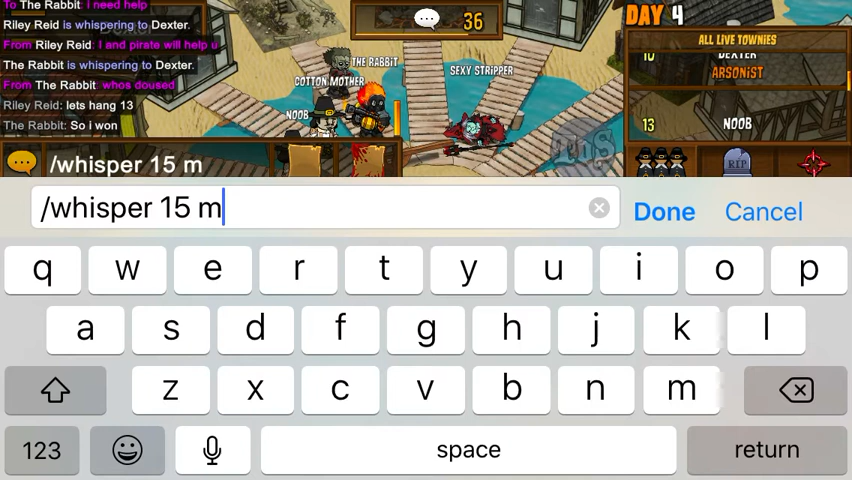 To The Rabbit: I need help
Riley Reid is whispering to Dexter.
From Riley Reid: I and pirate will help u
The Rabbit is whispering to Dexter.
From The Rabbit: whos doused
Riley Reid: lets hang 13
The Rabbit: So i won
/whisper 15 m
36
THE RABBIT
COTTON MOTHER
SEXY STRIPPER
NOOB
ToS
DAY 4
ALL LIVE TOWNIES
10
DEXTER
ARSONIST
13
NOOB
RIP
/whisper 15 m
Done
Cancel
q w e r t y u i o p
a s d f g h j k l
z x c v b n m
123
space
return